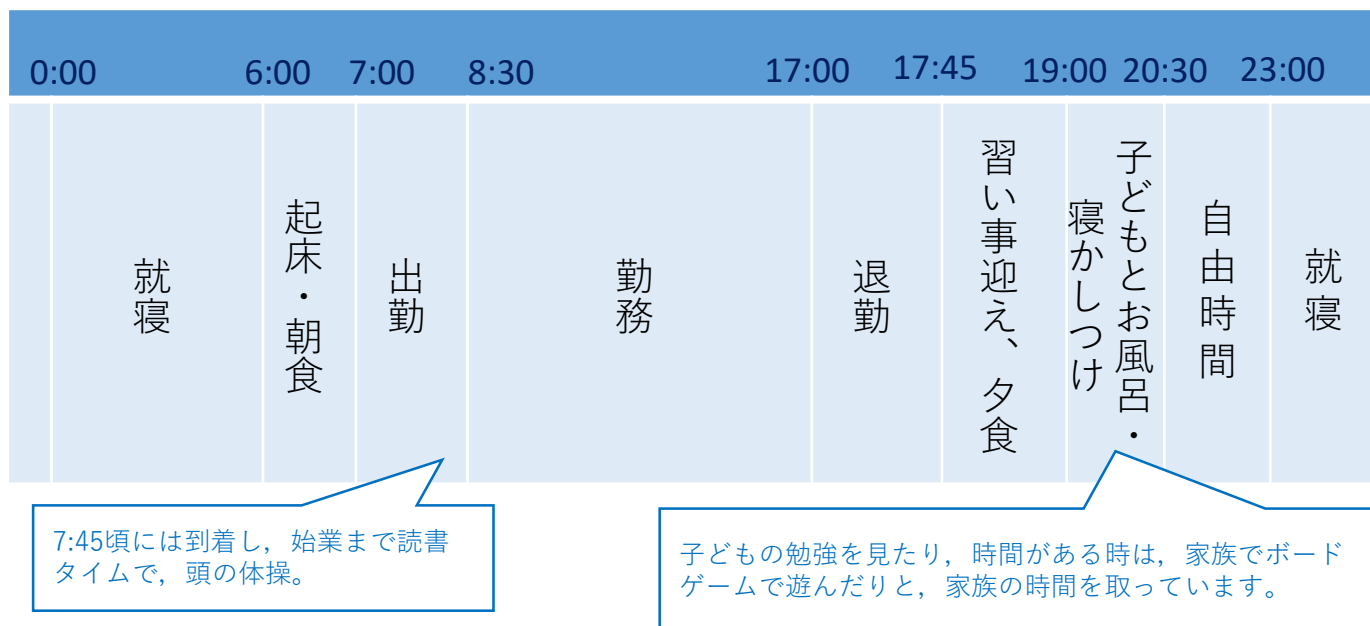 0:00 6:00 7:00 8:30 17:00 17:45 19:00 20:30 23:00
就寝
起床・朝食
出勤
勤務
退勤
習い事迎え、夕食
子どもとお風呂・
寝かしつけ
自由時間
就寝
7:45頃には到着し，始業まで読書
タイムで，頭の体操。
子どもの勉強を見たり，時間がある時は，家族でボード
ゲームで遊んだりと，家族の時間を取っています。